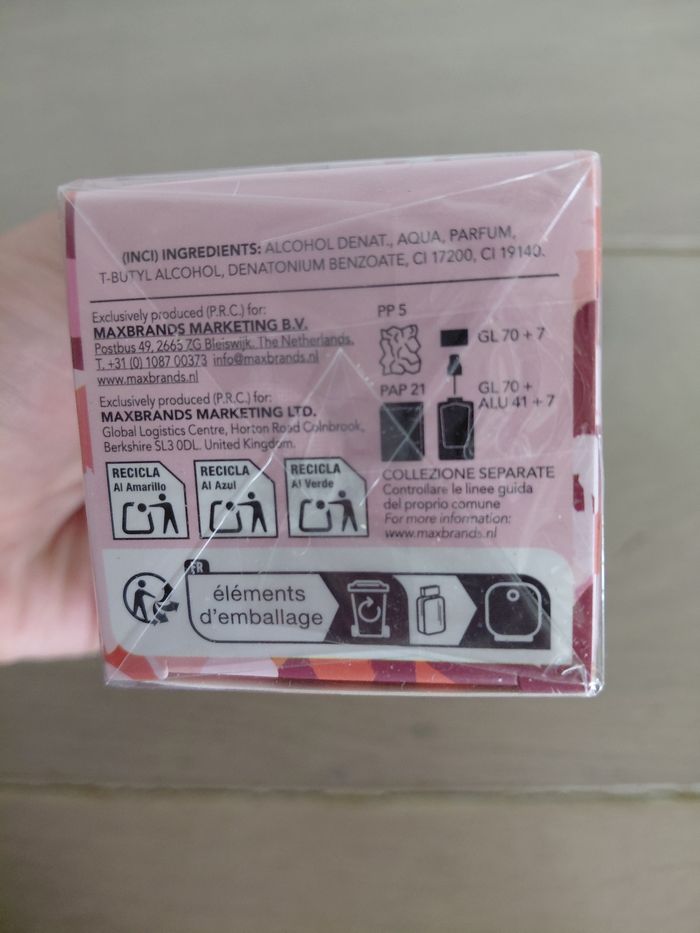 (INCI) INGREDIENTS: ALCOHOL DENAT., AQUA, PARFUM,
T-BUTYL ALCOHOL, DENATONIUM BENZOATE, CI 17200, CI 19140.
Exclusively produced (P.R.C.) for:
MAXBRANDS MARKETING B.V.
Postbus 49, 2665 ZG Bleiswijk, The Netherlands.
T. +31 (0) 1087 00373 info@maxbrands.nl
www.maxbrands.nl
Exclusively produced (P.R.C.) for:
MAXBRANDS MARKETING LTD.
Global Logistics Centre, Horton Road Colnbrook,
Berkshire SL3 0DL. United Kingdom.
PP 5
GL 70 + 7
PAP 21
GL 70 +
ALU 41 + 7
RECICLA
Al Amarillo
RECICLA
Al Azul
RECICLA
Al Verde
COLLEZIONE SEPARATE
Controilare le linee guida
del proprio comune
For more information:
www.maxbrands.nl
FR
éléments
d'emballage